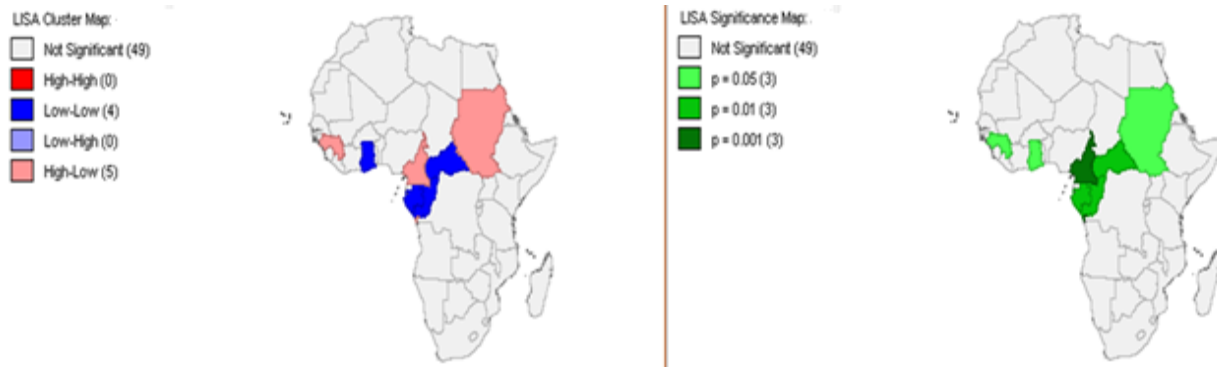 LISA Cluster Map:
Not Significant (49)
High-High (0)
Low-Low (4)
Low-High (0)
High-Low (5)
LISA Significance Map:
Not Significant (49)
p = 0.05 (3)
p = 0.01 (3)
p = 0.001 (3)